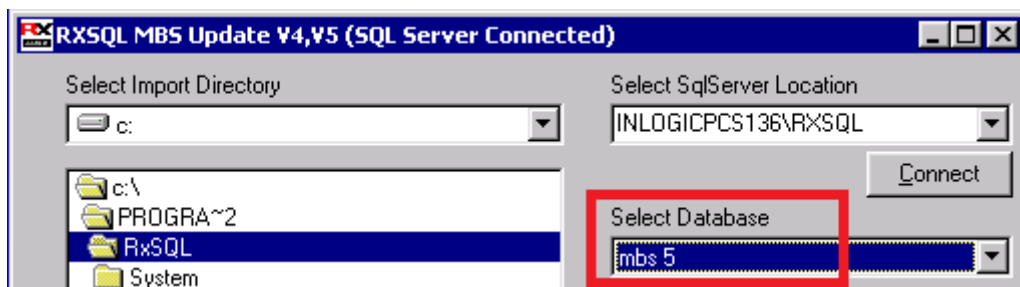 RXSQL MBS Update V4,V5 (SQL Server Connected)
Select Import Directory
c:
c:\
PROGRA~2
RxSQL
System
Select SqlServer Location
INLOGICPCS136\RXSQL
Connect
Select Database
mbs 5